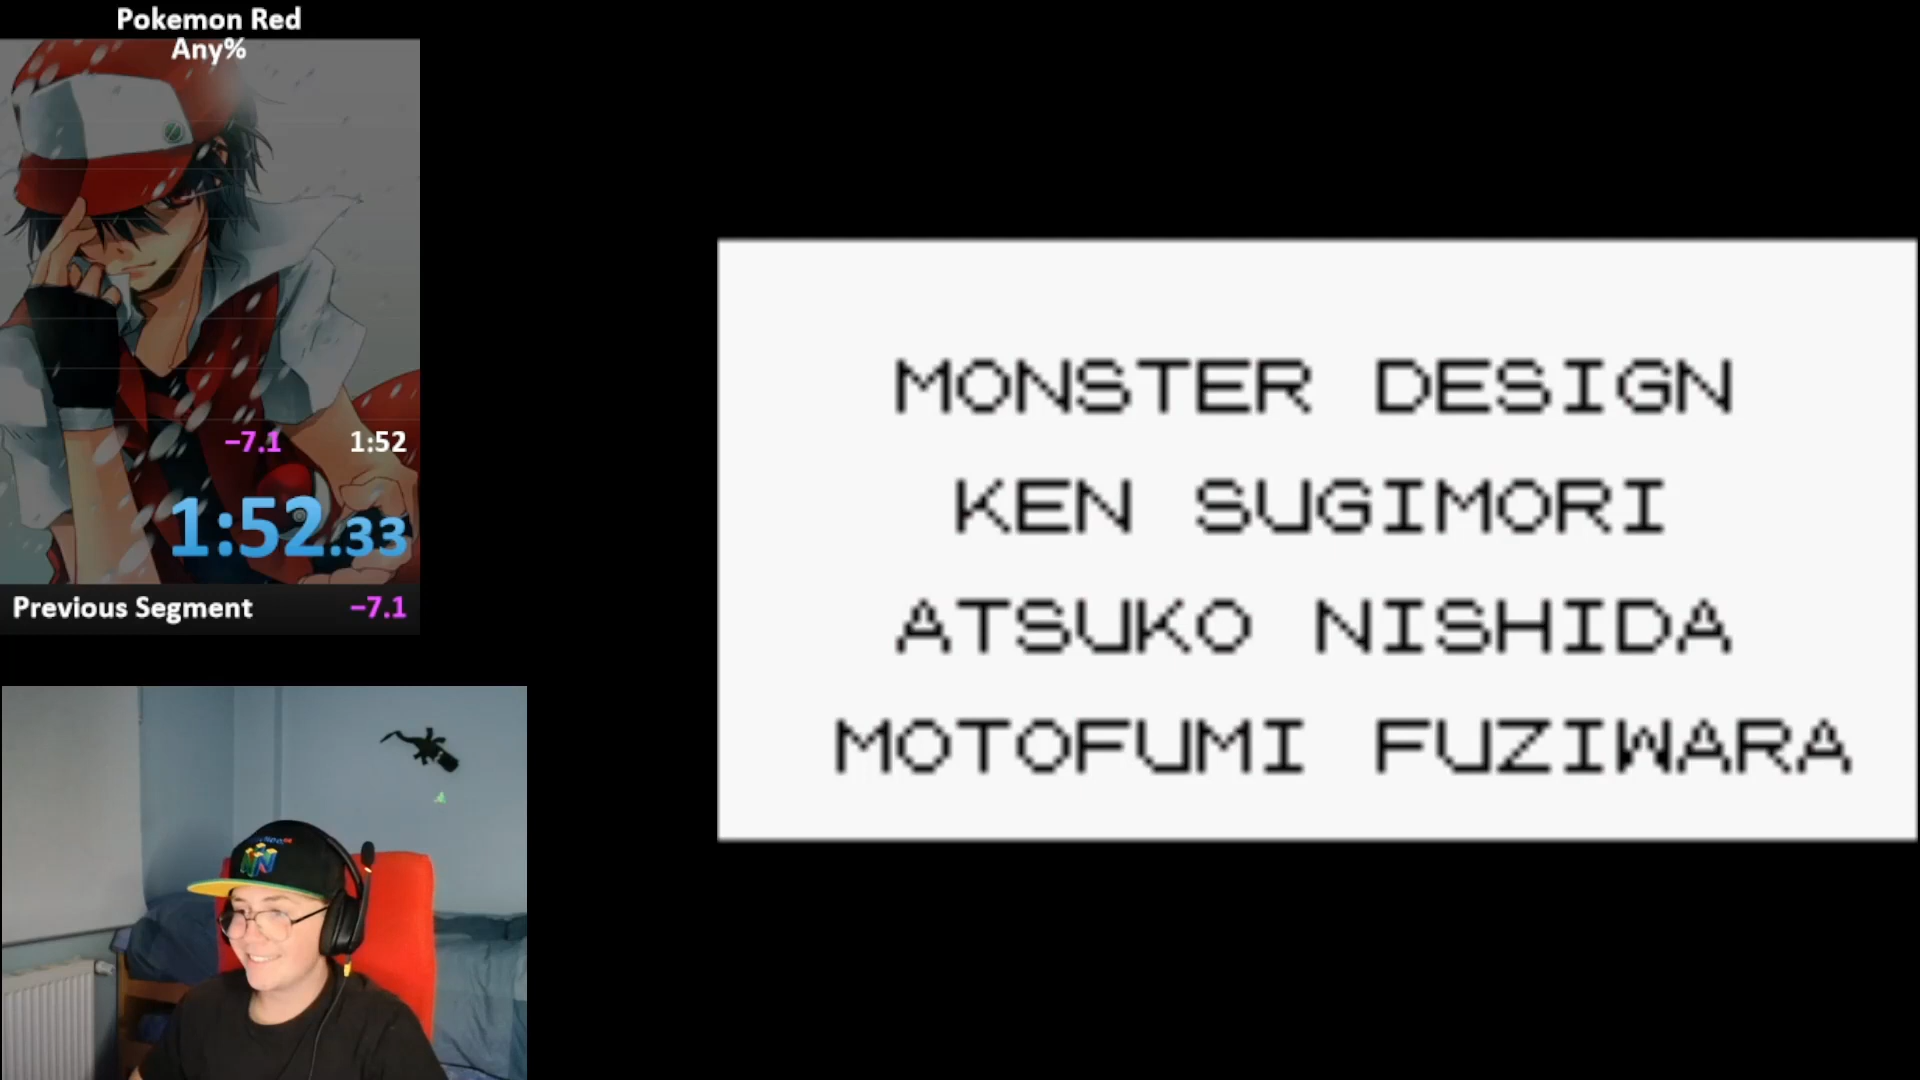 Pokemon Red
Any%
−7.1 1:52
1:52.33
Previous Segment −7.1
MONSTER DESIGN
KEN SUGIMORI
ATSUKO NISHIDA
MOTOFUMI FUZIWARA